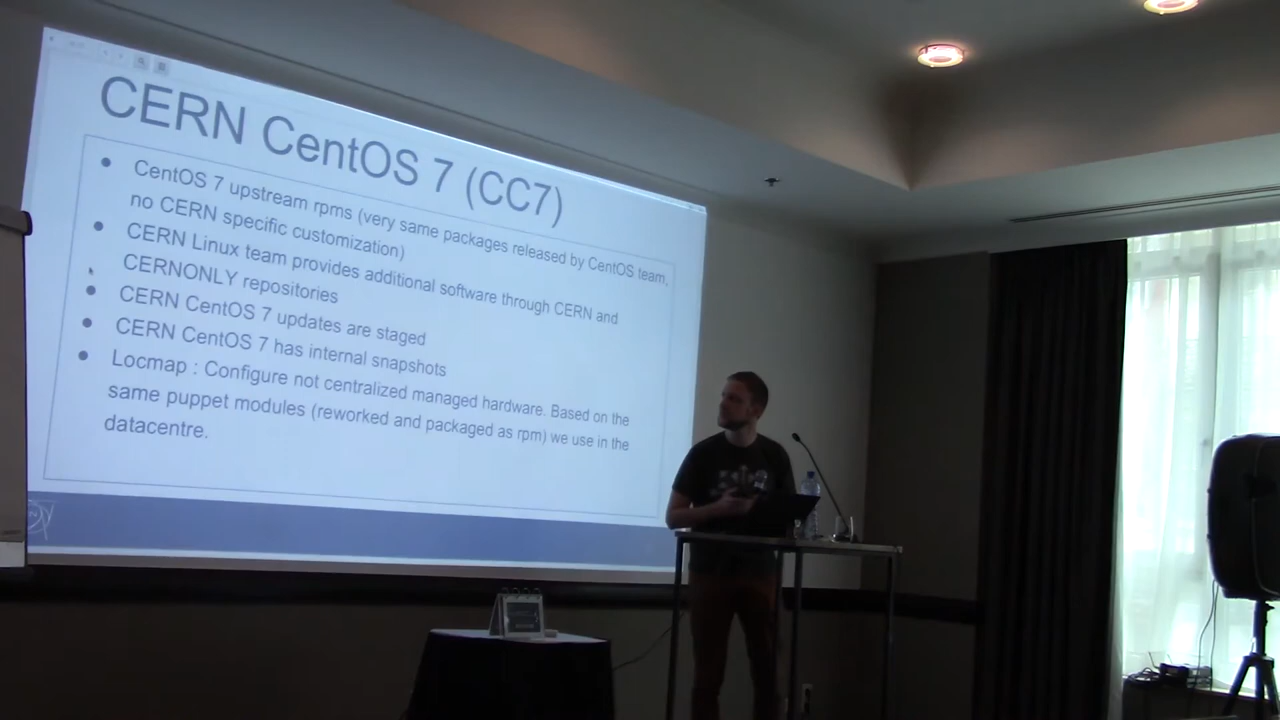 CERN CentOS 7 (CC7)
CentOS 7 upstream rpms (very same packages released by CentOS team,
no CERN specific customization)
CERN Linux team provides additional software through CERN and
CERNONLY repositories
CERN CentOS 7 updates are staged
CERN CentOS 7 has internal snapshots
Locmap : Configure not centralized managed hardware. Based on the
same puppet modules (reworked and packaged as rpm) we use in the
datacentre.